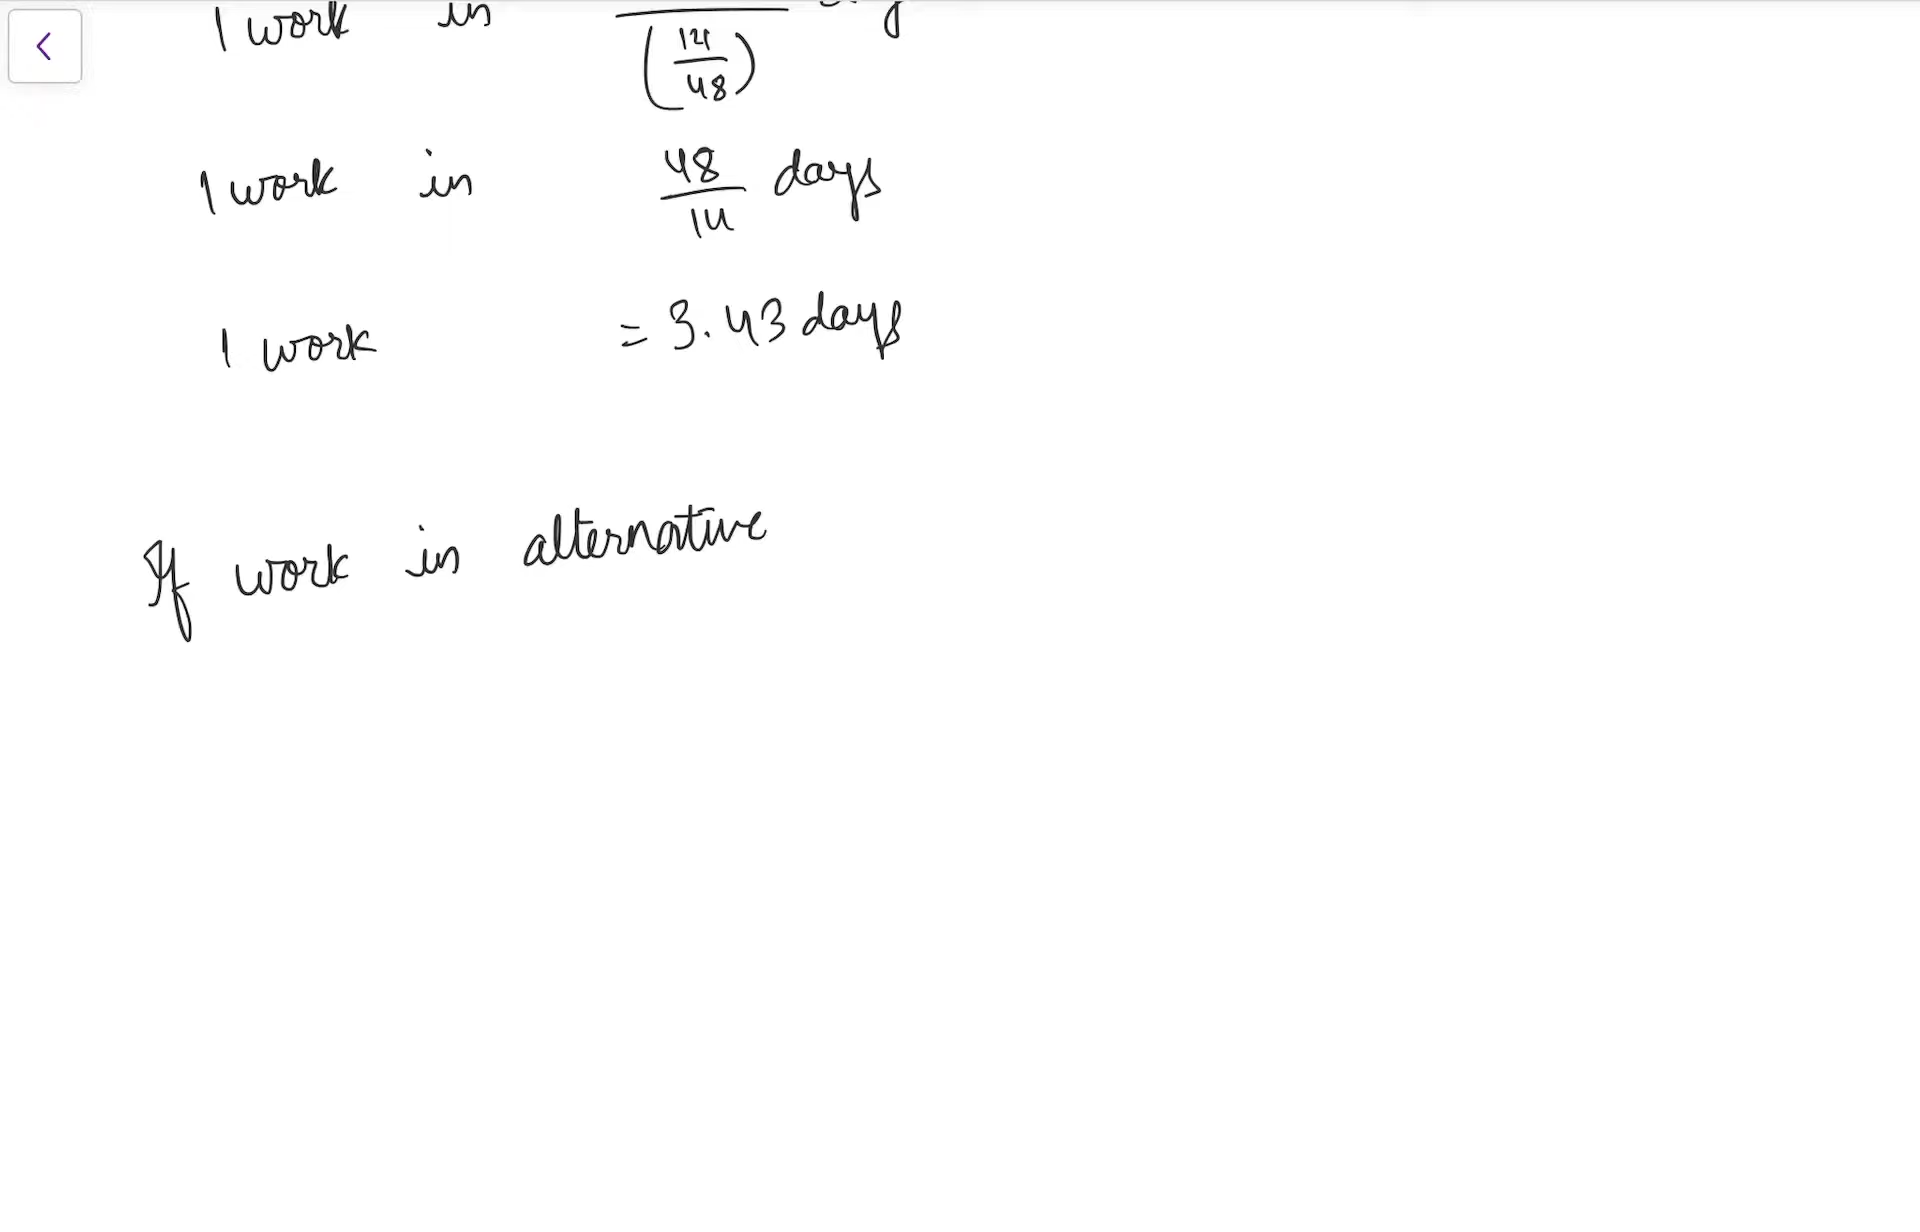 1 work in
(14/48)
1 work in 48/14 days
1 work = 3.43 days
If work in alternative